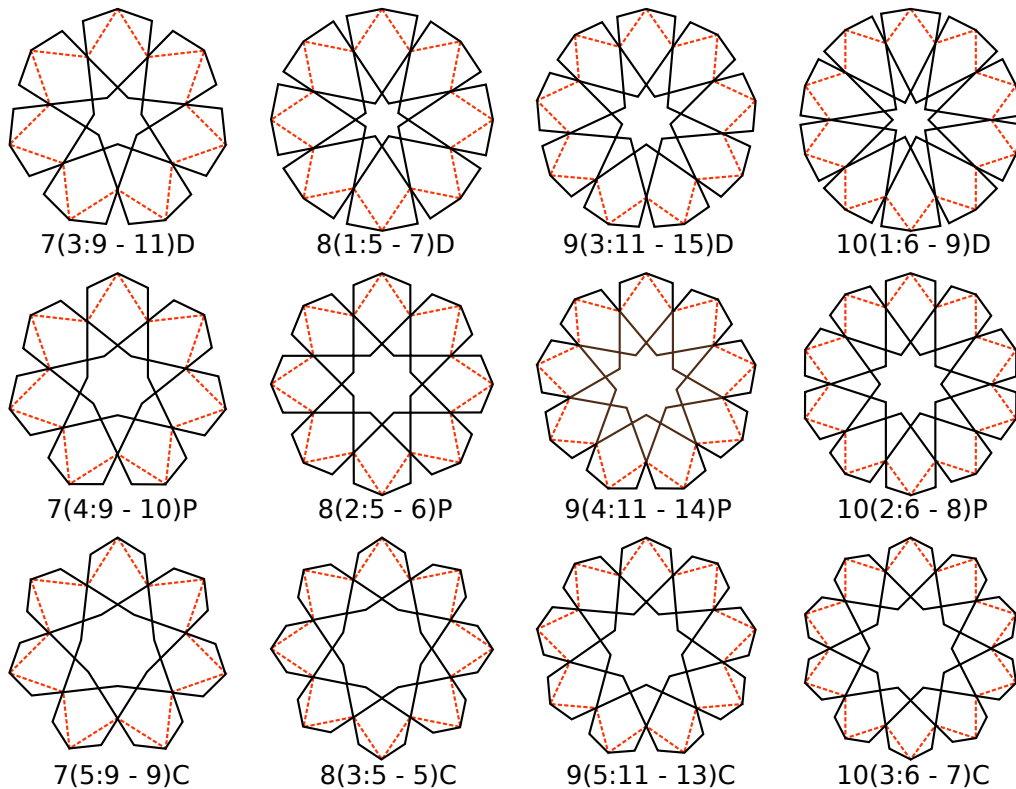 7(3:9 - 11)D
8(1:5 - 7)D
9(3:11 - 15)D
10(1:6 - 9)D
7(4:9 - 10)P
8(2:5 - 6)P
9(4:11 - 14)P
10(2:6 - 8)P
7(5:9 - 9)C
8(3:5 - 5)C
9(5:11 - 13)C
10(3:6 - 7)C